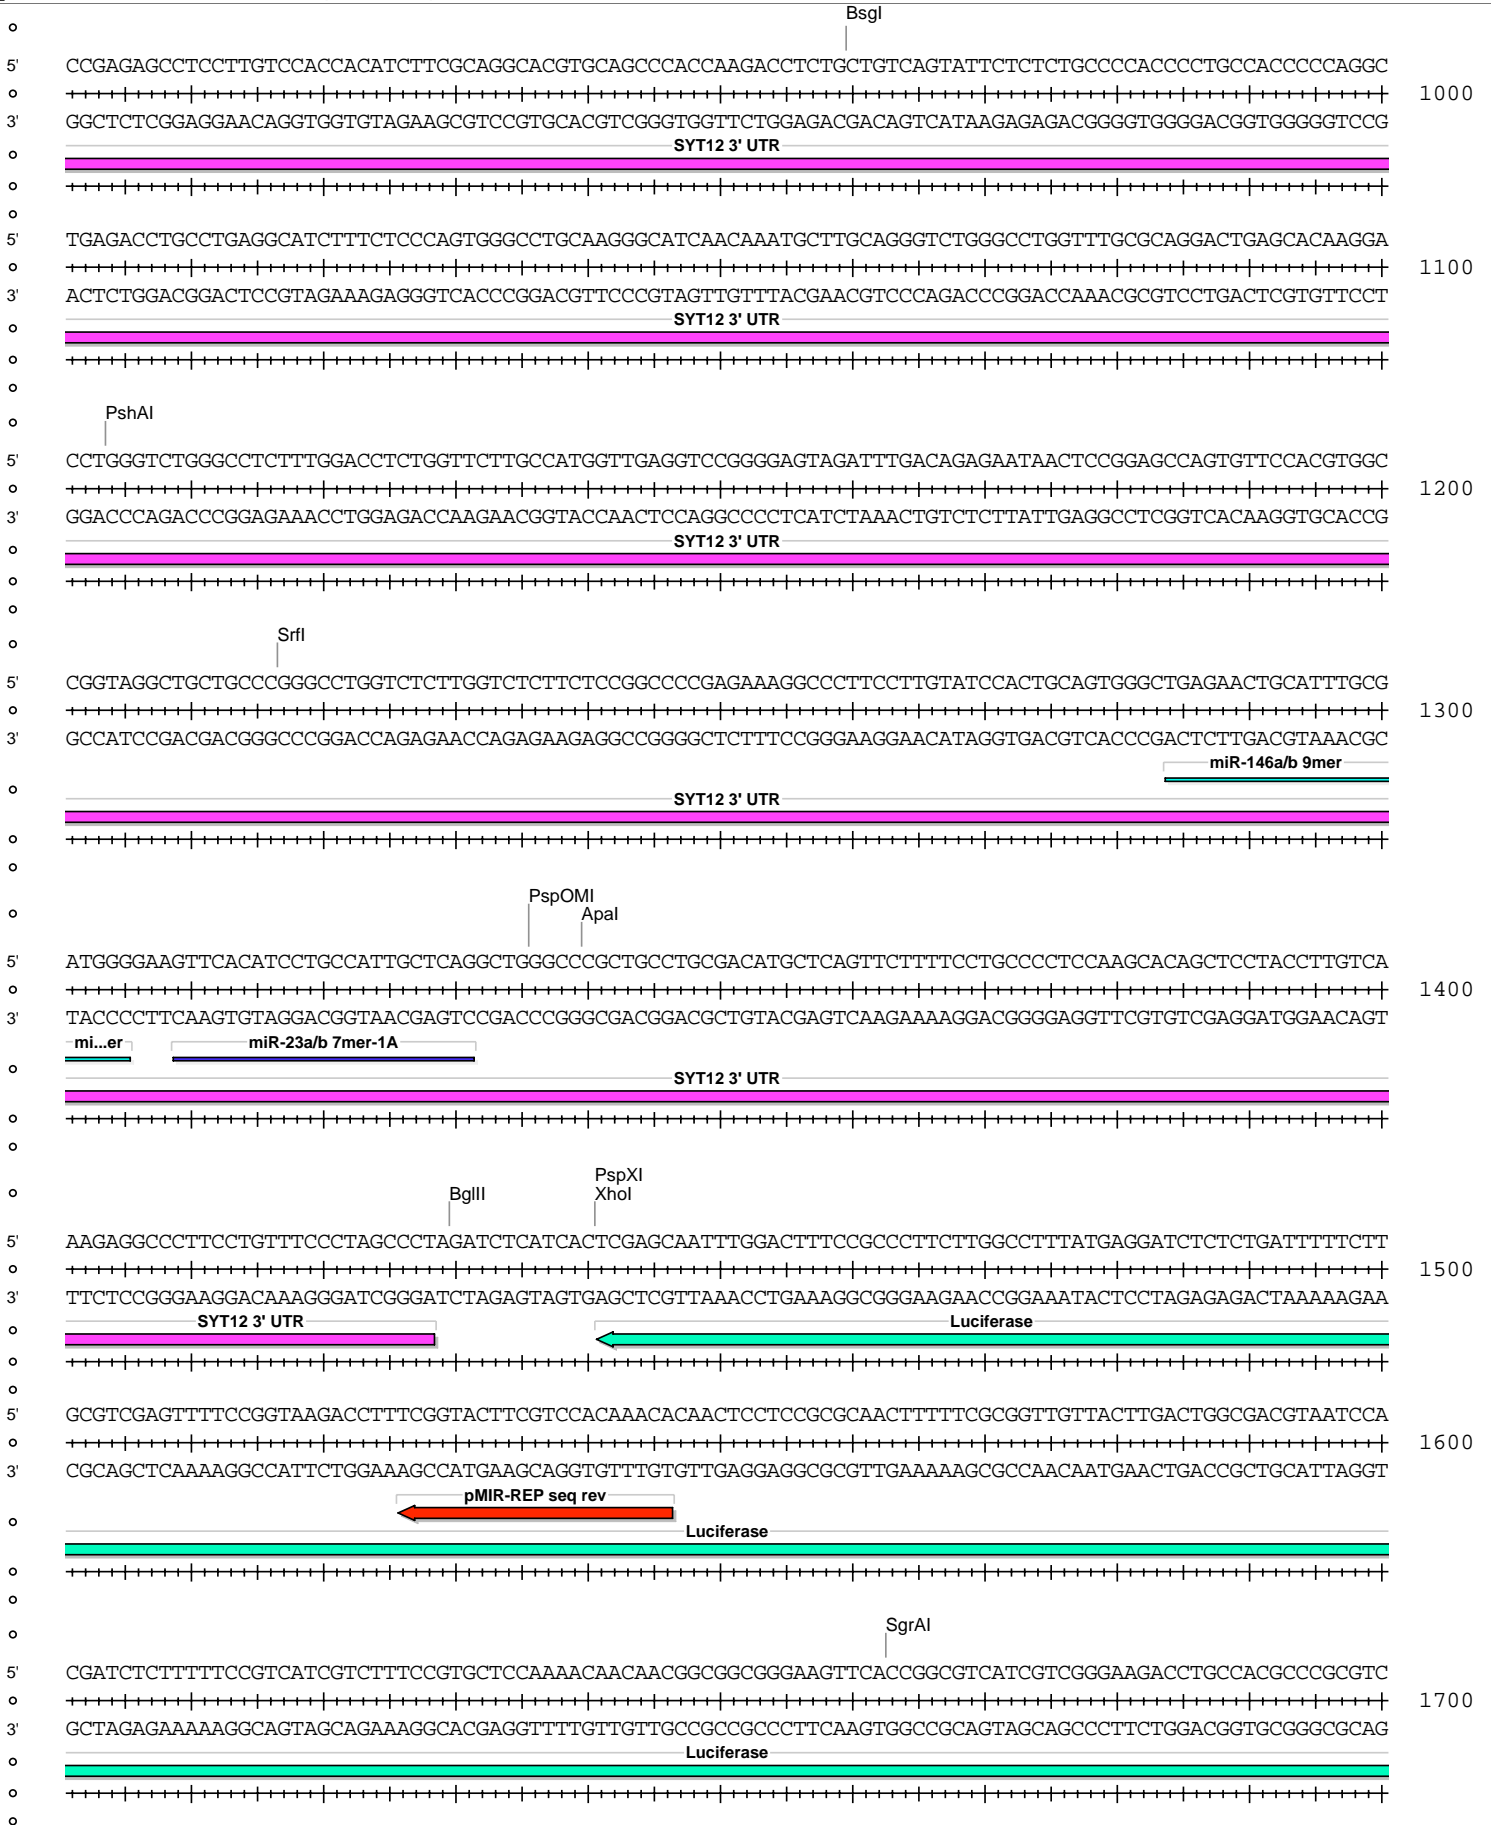 BsgI
5' CCGAGAGCCTCCTTGTCCACCACATCTTCGCAGGCACGTGCAGCCCACCAAGACCTCTGCTGTCAGTATTCTCTCTGCCCCACCCCTGCCACCCCCAGGC
1000
3' GGCTCTCGGAGGAACAGGTGGTGTAGAAGCGTCCGTGCACGTCGGGTGGTTCTGGAGACGACAGTCATAAGAGAGACGGGGTGGGGACGGTGGGGGTCCG
SYT12 3' UTR
5' TGAGACCTGCCTGAGGCATCTTTCTCCCAGTGGGCCTGCAAGGGCATCAACAAATGCTTGCAGGGTCTGGGCCTGGTTTGCGCAGGACTGAGCACAAGGA
1100
3' ACTCTGGACGGACTCCGTAGAAAGAGGGTCACCCGGACGTTCCCGTAGTTGTTTACGAACGTCCCAGACCCGGACCAAACGCGTCCTGACTCGTGTTCCT
SYT12 3' UTR
PshAI
5' CCTGGGTCTGGGCCTCTTTGGACCTCTGGTTCTTGCCATGGTTGAGGTCCGGGGAGTAGATTTGACAGAGAATAACTCCGGAGCCAGTGTTCCACGTGGC
1200
3' GGACCCAGACCCGGAGAAACCTGGAGACCAAGAACGGTACCAACTCCAGGCCCCTCATCTAAACTGTCTCTTATTGAGGCCTCGGTCACAAGGTGCACCG
SYT12 3' UTR
SrfI
5' CGGTAGGCTGCTGCCCGGGCCTGGTCTCTTGGTCTCTTCTCCGGCCCCGAGAAAGGCCCTTCCTTGTATCCACTGCAGTGGGCTGAGAACTGCATTTGCG
1300
3' GCCATCCGACGACGGGCCCGGACCAGAGAACCAGAGAAGAGGCCGGGGCTCTTTCCGGGAAGGAACATAGGTGACGTCACCCGACTCTTGACGTAAACGC
miR-146a/b 9mer
SYT12 3' UTR
PspOMI
ApaI
5' ATGGGGAAGTTCACATCCTGCCATTGCTCAGGCTGGGCCCGCTGCCTGCGACATGCTCAGTTCTTTTCCTGCCCCTCCAAGCACAGCTCCTACCTTGTCA
1400
3' TACCCCTTCAAGTGTAGGACGGTAACGAGTCCGACCCGGGCGACGGACGCTGTACGAGTCAAGAAAAGGACGGGGAGGTTCGTGTCGAGGATGGAACAGT
mi...er miR-23a/b 7mer-1A
SYT12 3' UTR
PspXI
BglII XhoI
5' AAGAGGCCCTTCCTGTTTCCCTAGCCCTAGATCTCATCACTCGAGCAATTTGGACTTTCCGCCCTTCTTGGCCTTTATGAGGATCTCTCTGATTTTTCTT
1500
3' TTCTCCGGGAAGGACAAAGGGATCGGGATCTAGAGTAGTGAGCTCGTTAAACCTGAAAGGCGGGAAGAACCGGAAATACTCCTAGAGAGACTAAAAAGAA
SYT12 3' UTR Luciferase
5' GCGTCGAGTTTTCCGGTAAGACCTTTCGGTACTTCGTCCACAAACACAACTCCTCCGCGCAACTTTTTCGCGGTTGTTACTTGACTGGCGACGTAATCCA
1600
3' CGCAGCTCAAAAGGCCATTCTGGAAAGCCATGAAGCAGGTGTTTGTGTTGAGGAGGCGCGTTGAAAAAGCGCCAACAATGAACTGACCGCTGCATTAGGT
pMIR-REP seq rev
Luciferase
SgrAI
5' CGATCTCTTTTTCCGTCATCGTCTTTCCGTGCTCCAAAACAACAACGGCGGCGGGAAGTTCACCGGCGTCATCGTCGGGAAGACCTGCCACGCCCGCGTC
1700
3' GCTAGAGAAAAAGGCAGTAGCAGAAAGGCACGAGGTTTTGTTGTTGCCGCCGCCCTTCAAGTGGCCGCAGTAGCAGCCCTTCTGGACGGTGCGGGCGCAG
Luciferase